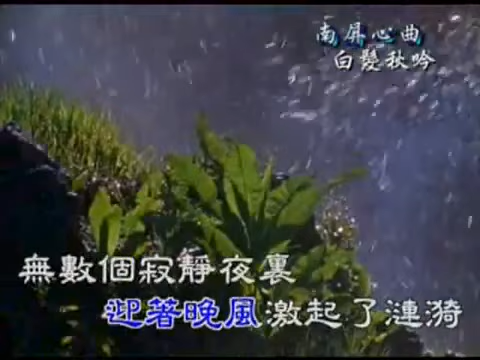 南屏心曲
白髮秋吟
無數個寂靜夜裏
迎著晚風激起了漣漪